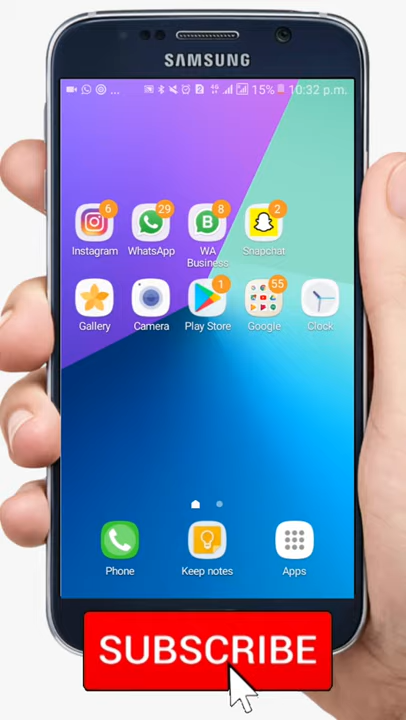 SAMSUNG
... 15% 10:32 p.m.
6 29 8 2
Instagram WhatsApp WA Business Snapchat
1 55
Gallery Camera Play Store Google Clock
Phone Keep notes Apps
SUBSCRIBE